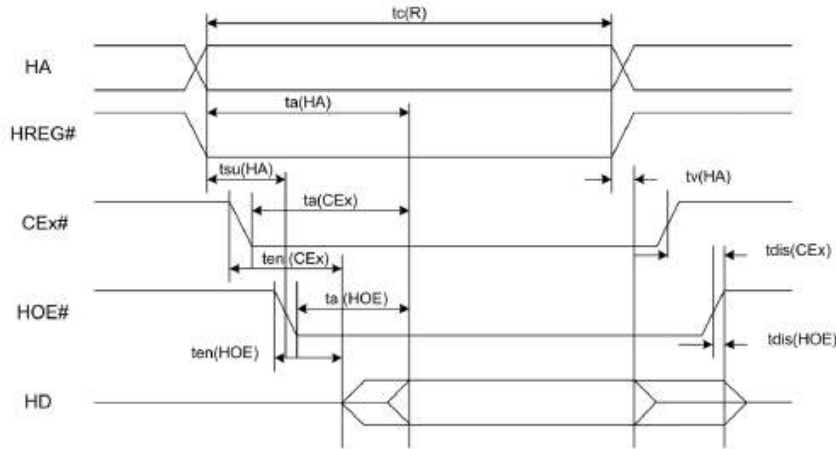 tc(R)
HA
ta(HA)
HREG#
tsu(HA)
tv(HA)
ta(CEx)
CEx#
ten (CEx)
tdis(CEx)
ta (HOE)
HOE#
ten(HOE)
tdis(HOE)
HD